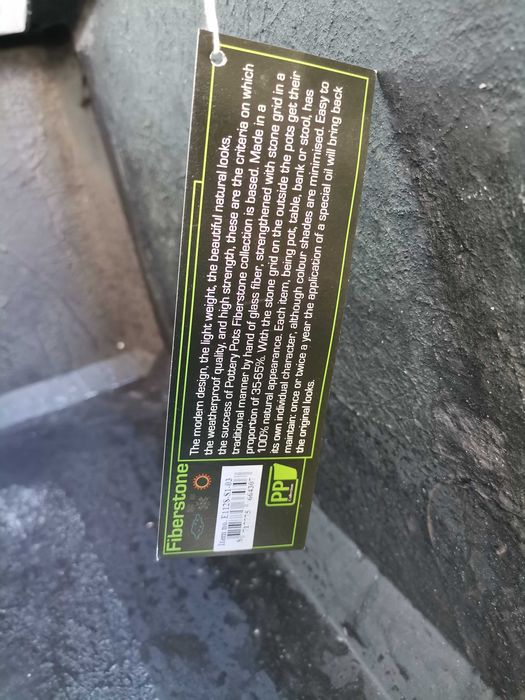 Fiberstone
The modern design, the light weight, the beautiful natural looks,
the weatherproof quality, and high strength, these are the criteria on which
the success of Pottery Pots Fiberstone collection is based. Made in a
traditional manner by hand of glass fiber, strengthened with stone grid in a
proportion of 35-65%. With the stone grid on the outside the pots get their
100% natural appearance. Each item, being pot, table, bank or stool, has
its own individual character, although colour shades are minimised. Easy to
maintain: once or twice a year the application of a special oil will bring back
the original looks.
Item no. E1128-S1-03
PP